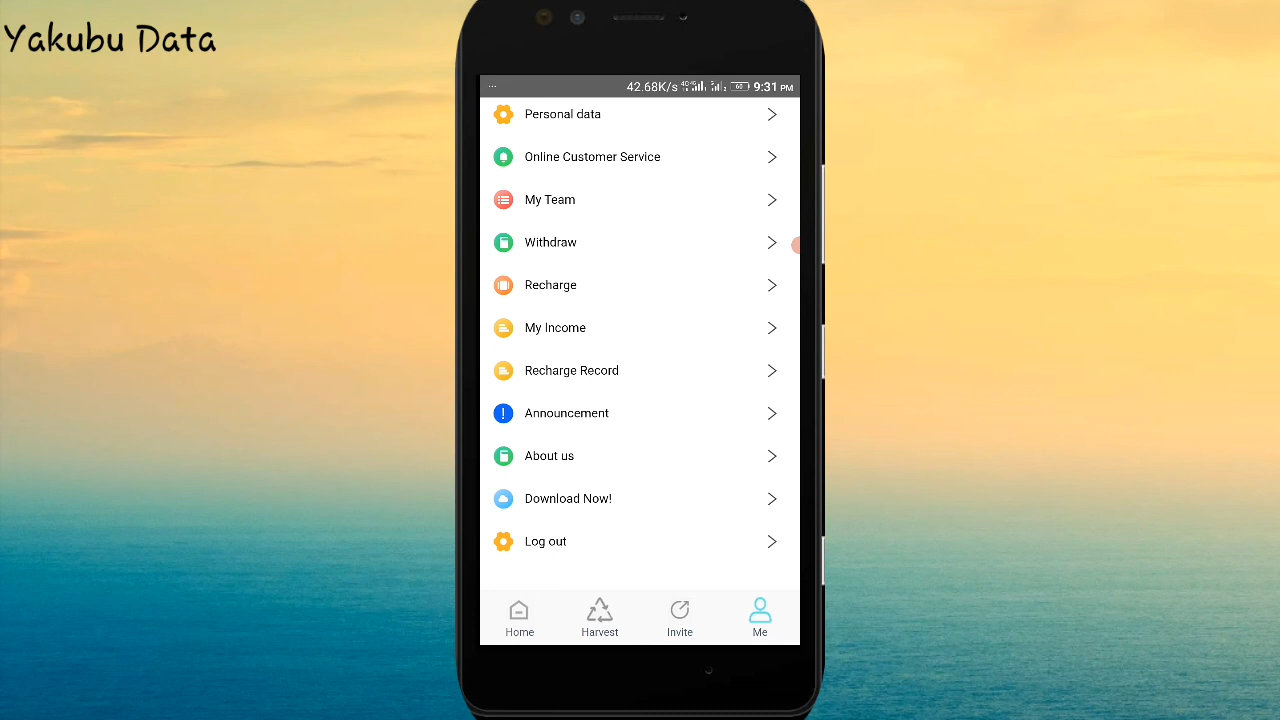 Yakubu Data
42.68K/s 9:31 PM
Personal data
Online Customer Service
My Team
Withdraw
Recharge
My Income
Recharge Record
Announcement
About us
Download Now!
Log out
Home Harvest Invite Me